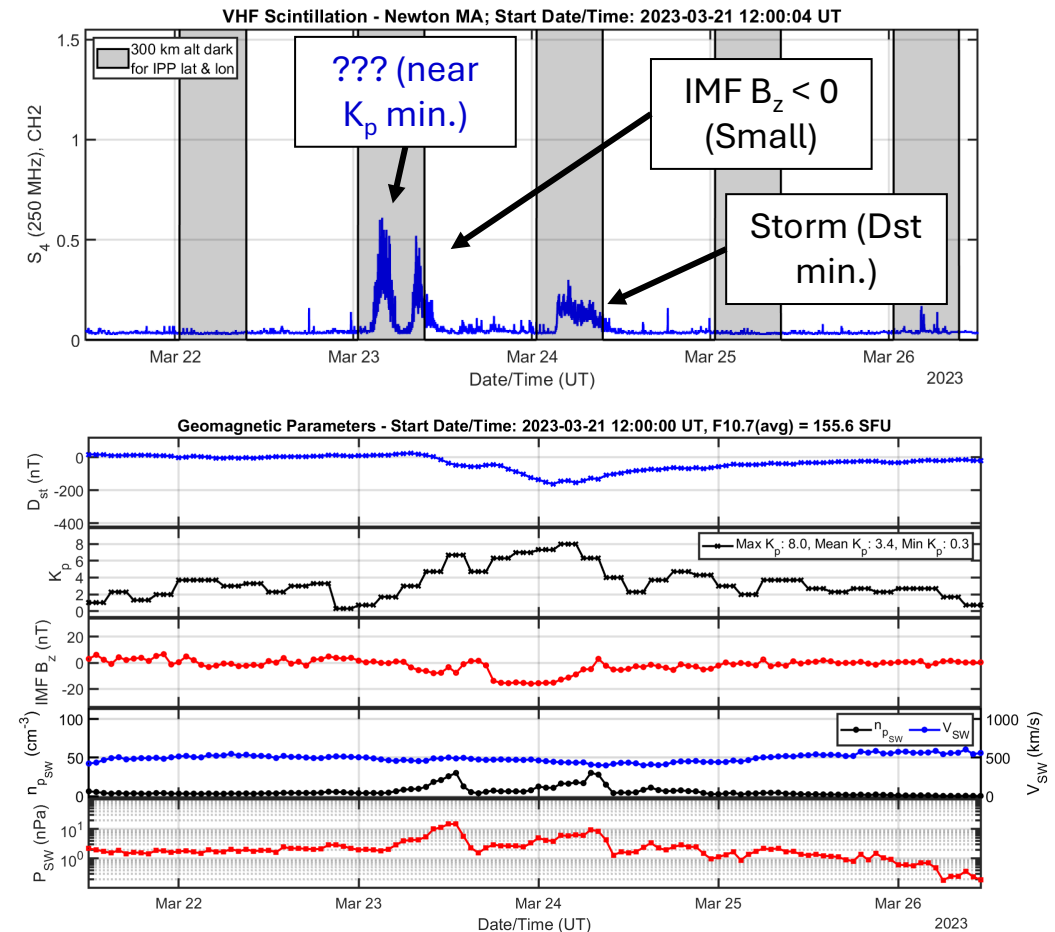 VHF Scintillation - Newton MA; Start Date/Time: 2023-03-21 12:00:04 UT
1.5
1
0.5
0
S4 (250 MHz), CH2
300 km alt dark
for IPP lat & lon
??? (near
Kp min.)
IMF Bz < 0
(Small)
Storm (Dst
min.)
Mar 22
Mar 23
Mar 24
Mar 25
Mar 26
Date/Time (UT)
2023
Geomagnetic Parameters - Start Date/Time: 2023-03-21 12:00:00 UT, F10.7(avg) = 155.6 SFU
Dst (nT)
0
-200
-400
Kp
8
6
4
2
0
Max Kp: 8.0, Mean Kp: 3.4, Min Kp: 0.3
IMF Bz (nT)
20
0
-20
npSW (cm-3)
100
50
0
npSW
VSW
1000
500
0
VSW (km/s)
PSW (nPa)
10^1
10^0
Mar 22
Mar 23
Mar 24
Mar 25
Mar 26
Date/Time (UT)
2023